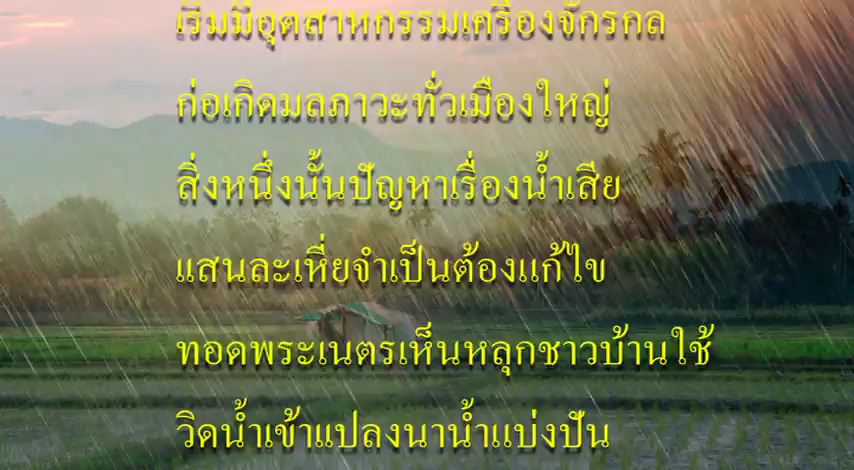 เริ่มมีอุตสาหกรรมเครื่องจักรกล
ก่อเกิดมลภาวะทั่วเมืองใหญ่
สิ่งหนึ่งนั้นปัญหาเรื่องน้ำเสีย
แสนละเหี่ยจำเป็นต้องแก้ไข
ทอดพระเนตรเห็นหลุกชาวบ้านใช้
วิดน้ำเข้าแปลงนาน้ำแบ่งปัน